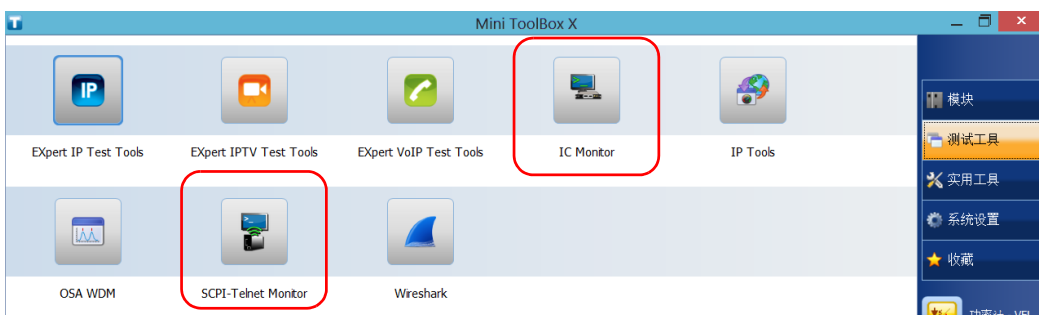 Mini ToolBox X
IP
EXpert IP Test Tools
EXpert IPTV Test Tools
EXpert VoIP Test Tools
IC Monitor
IP Tools
OSA WDM
SCPI-Telnet Monitor
Wireshark
模块
测试工具
实用工具
系统设置
收藏